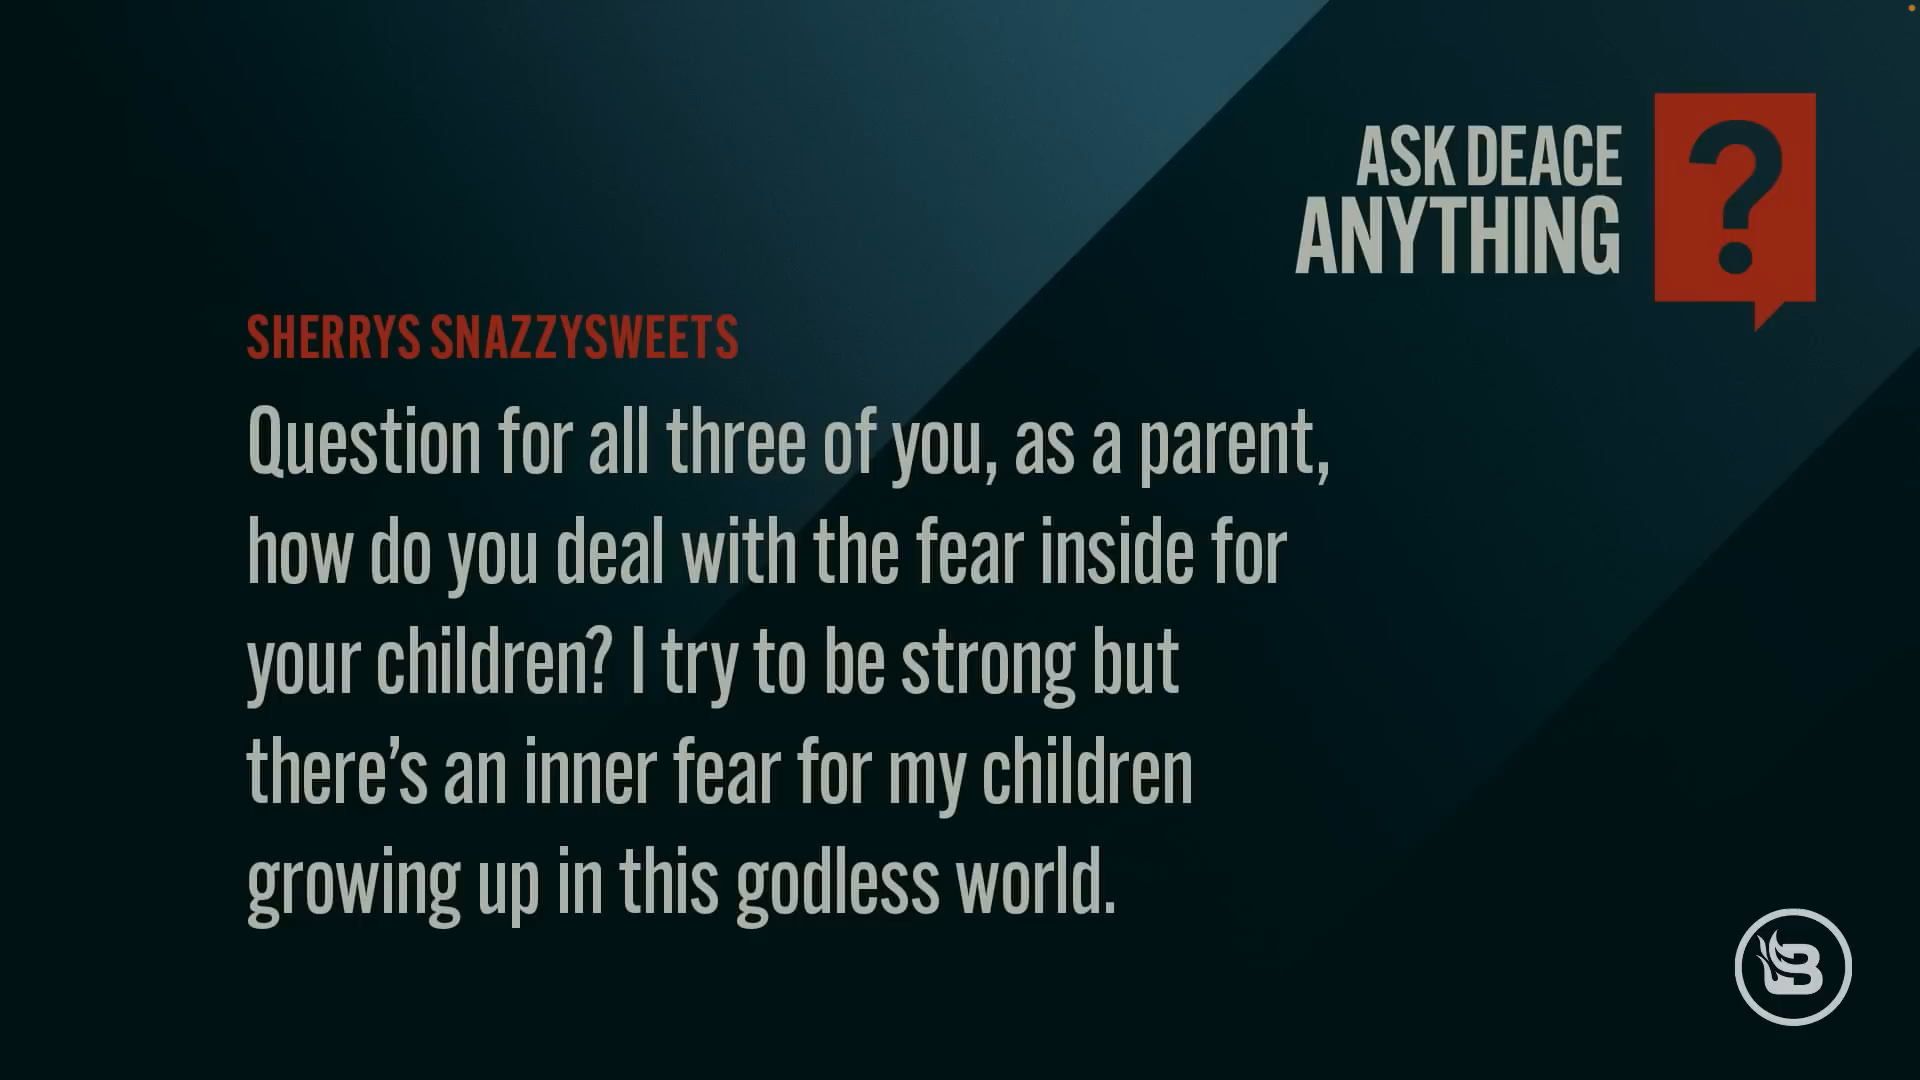 ASK DEACE
ANYTHING
?
SHERRYS SNAZZYSWEETS
Question for all three of you, as a parent,
how do you deal with the fear inside for
your children? I try to be strong but
there’s an inner fear for my children
growing up in this godless world.
B